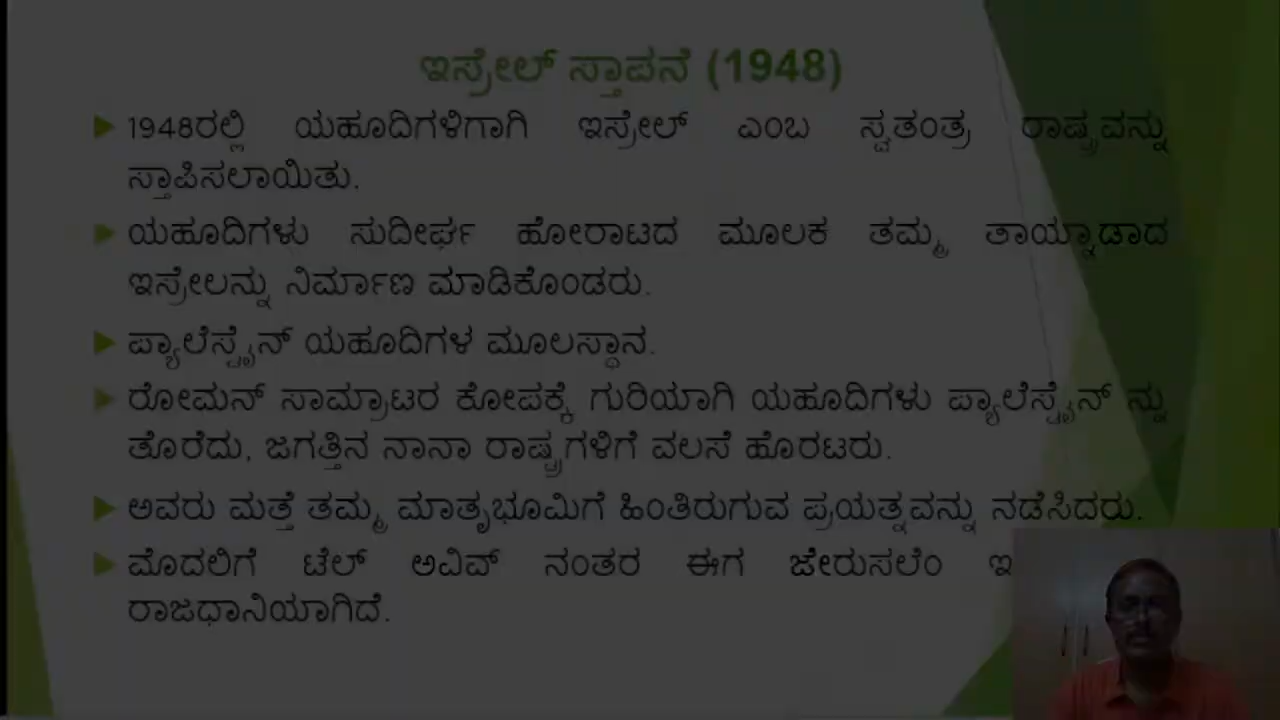 ಇಸ್ರೇಲ್ ಸ್ತಾಪನೆ (1948)
1948ರಲ್ಲಿ ಯಹೂದಿಗಳಿಗಾಗಿ ಇಸ್ರೇಲ್ ಎಂಬ ಸ್ವತಂತ್ರ ರಾಷ್ಟ್ರವನ್ನು
ಸ್ತಾಪಿಸಲಾಯಿತು.
ಯಹೂದಿಗಳು ಸುದೀರ್ಘ ಹೋರಾಟದ ಮೂಲಕ ತಮ್ಮ ತಾಯ್ನಾಡಾದ
ಇಸ್ರೇಲನ್ನು ನಿರ್ಮಾಣ ಮಾಡಿಕೊಂಡರು.
ಪ್ಯಾಲೆಸ್ಟೈನ್ ಯಹೂದಿಗಳ ಮೂಲಸ್ಥಾನ.
ರೋಮನ್ ಸಾಮ್ರಾಟರ ಕೋಪಕ್ಕೆ ಗುರಿಯಾಗಿ ಯಹೂದಿಗಳು ಪ್ಯಾಲೆಸ್ಟೈನ್ ನ್ನು
ತೊರೆದು, ಜಗತ್ತಿನ ನಾನಾ ರಾಷ್ಟ್ರಗಳಿಗೆ ವಲಸೆ ಹೊರಟರು.
ಅವರು ಮತ್ತೆ ತಮ್ಮ ಮಾತೃಭೂಮಿಗೆ ಹಿಂತಿರುಗುವ ಪ್ರಯತ್ನವನ್ನು ನಡೆಸಿದರು.
ಮೊದಲಿಗೆ ಟೆಲ್ ಅವಿವ್ ನಂತರ ಈಗ ಜೇರುಸಲೆಂ
ರಾಜಧಾನಿಯಾಗಿದೆ.